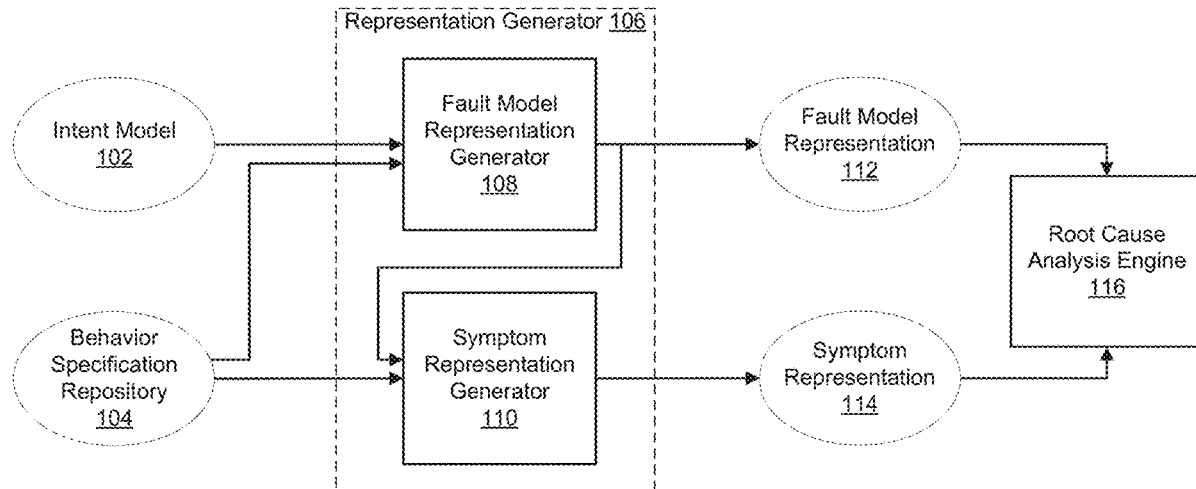 Representation Generator 106
Intent Model
102
Fault Model
Representation
Generator
108
Fault Model
Representation
112
Root Cause
Analysis Engine
116
Behavior
Specification
Repository
104
Symptom
Representation
Generator
110
Symptom
Representation
114